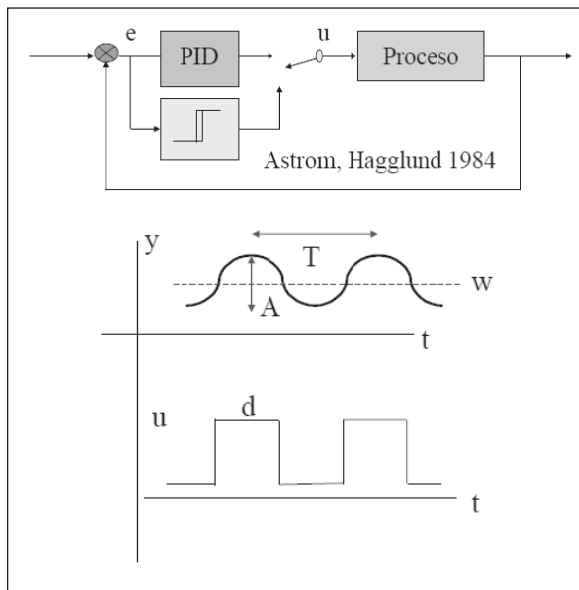 e
u
PID
Proceso
Astrom, Hagglund 1984
y
T
w
A
t
u
d
t